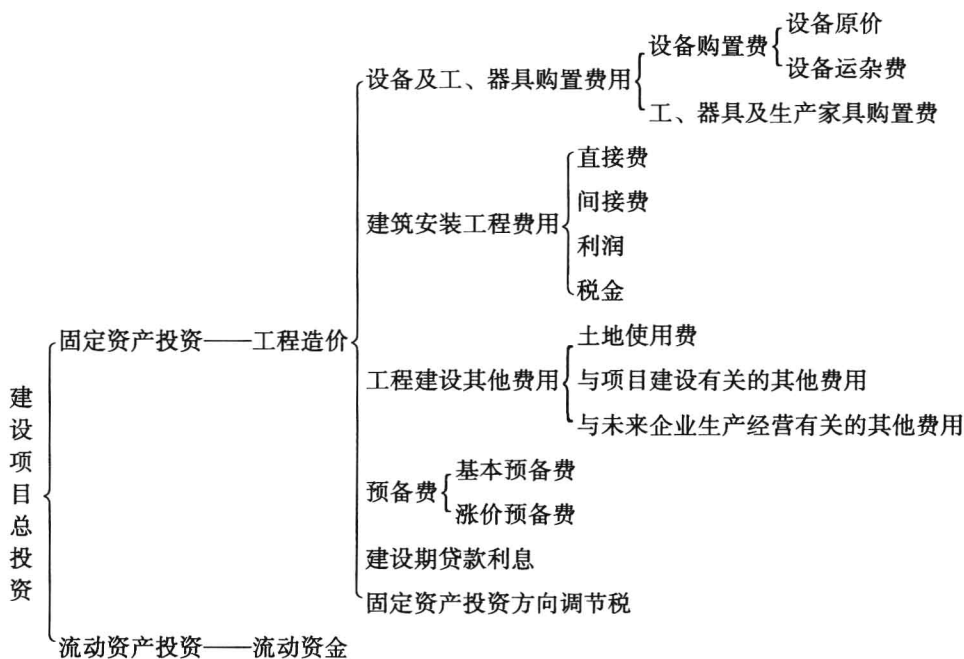 建设项目总投资
固定资产投资——工程造价
设备及工、器具购置费用
设备购置费
设备原价
设备运杂费
工、器具及生产家具购置费
建筑安装工程费用
直接费
间接费
利润
税金
工程建设其他费用
土地使用费
与项目建设有关的其他费用
与未来企业生产经营有关的其他费用
预备费
基本预备费
涨价预备费
建设期贷款利息
固定资产投资方向调节税
流动资产投资——流动资金